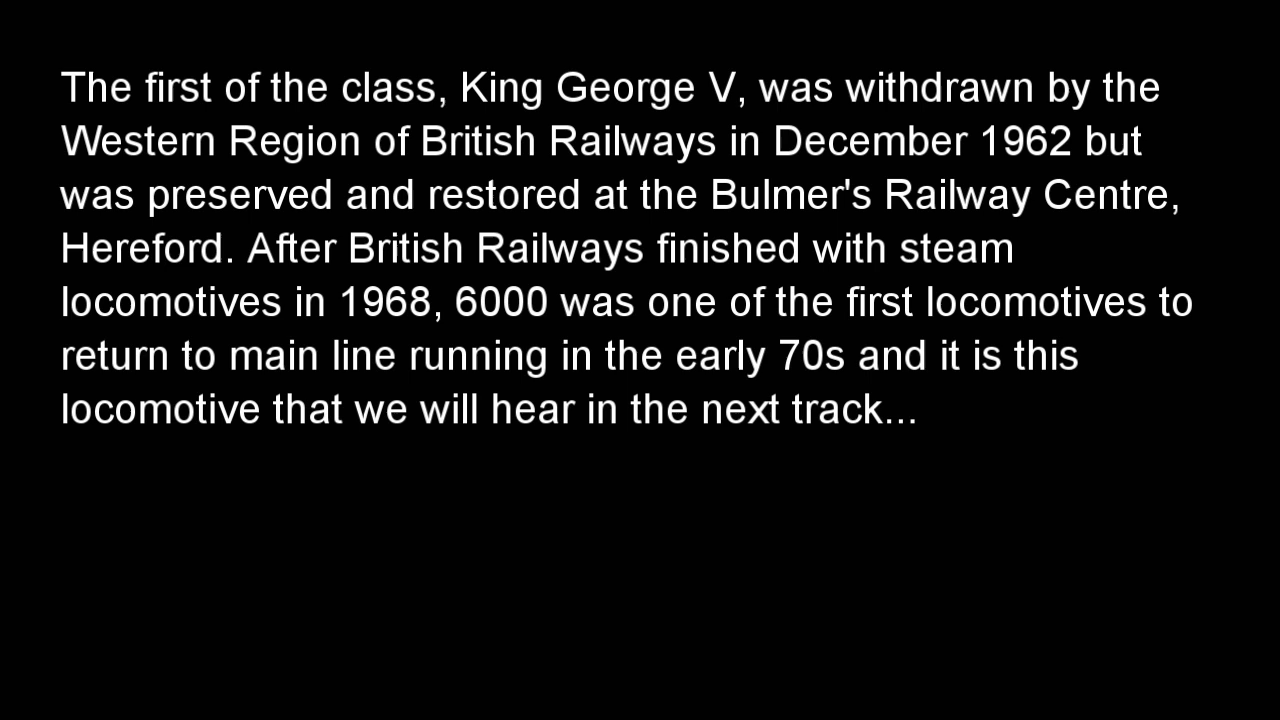 The first of the class, King George V, was withdrawn by the
Western Region of British Railways in December 1962 but
was preserved and restored at the Bulmer's Railway Centre,
Hereford. After British Railways finished with steam
locomotives in 1968, 6000 was one of the first locomotives to
return to main line running in the early 70s and it is this
locomotive that we will hear in the next track...